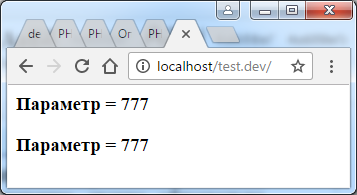 de PH PH Or PH
localhost/test.dev/
Параметр = 777
Параметр = 777